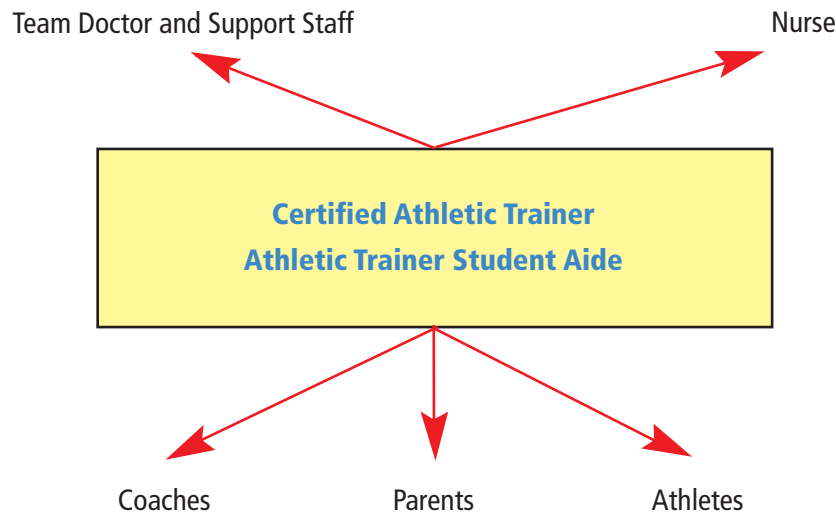 Team Doctor and Support Staff
Nurse
Certified Athletic Trainer
Athletic Trainer Student Aide
Coaches
Parents
Athletes